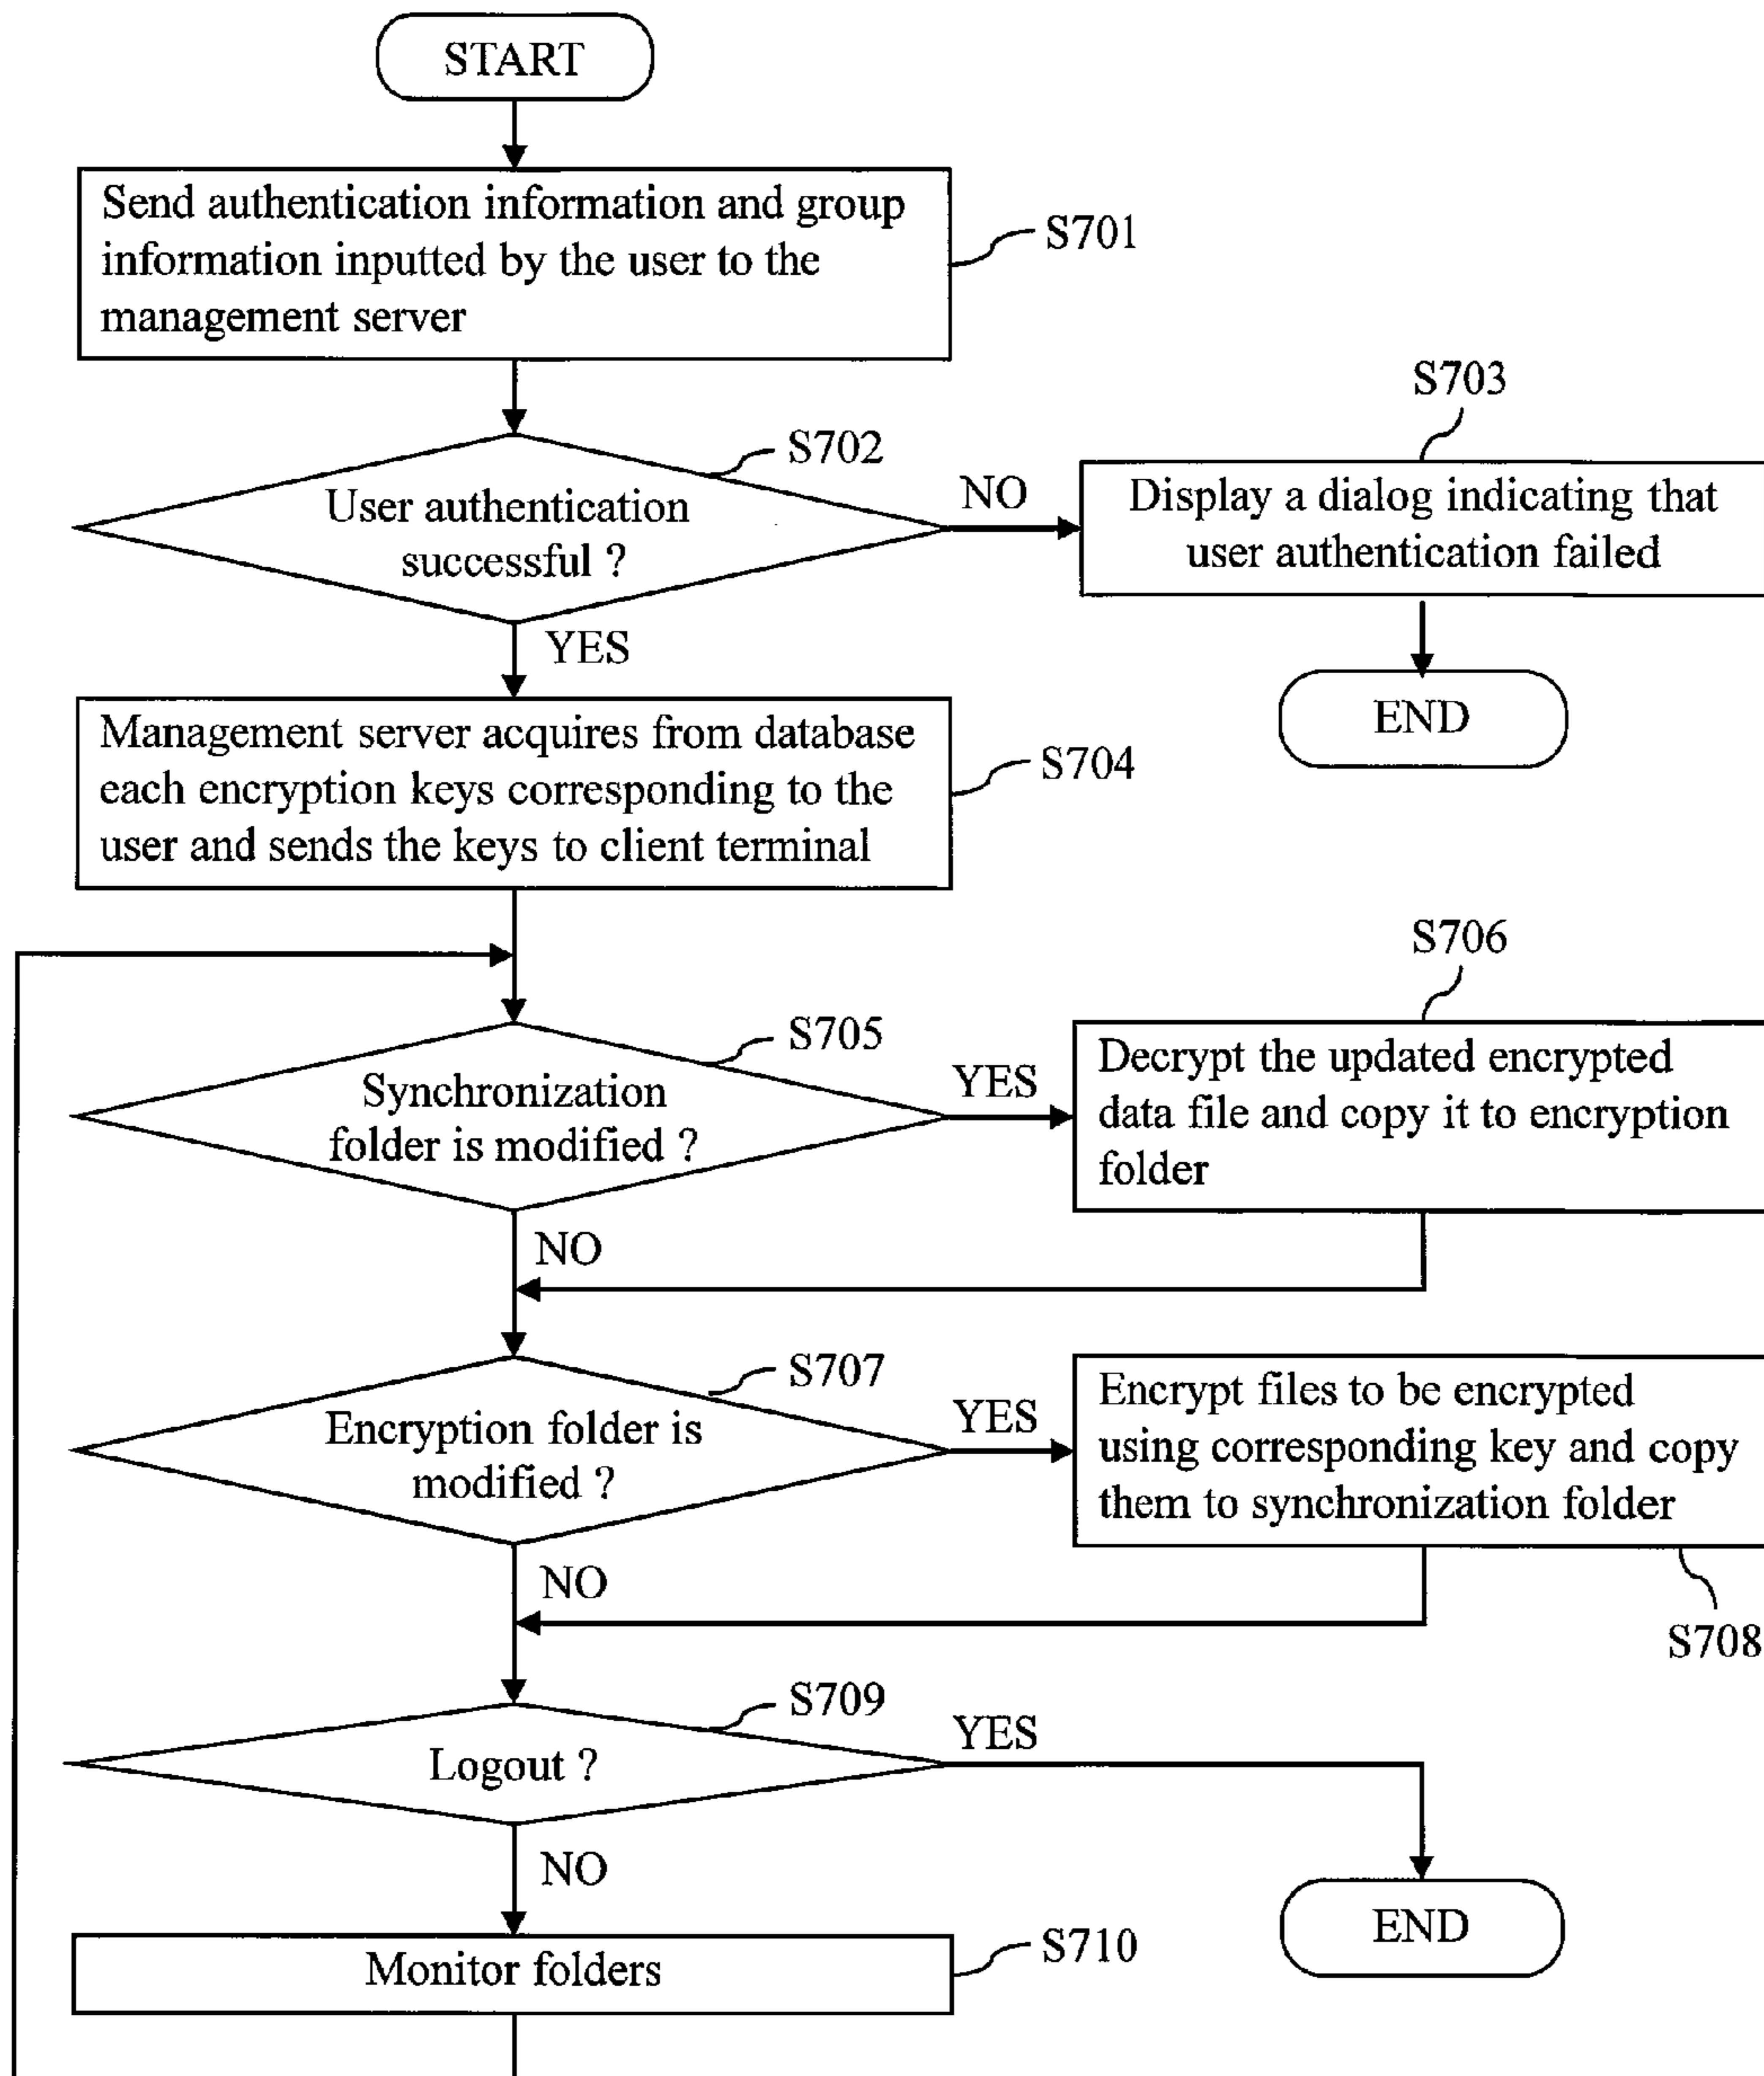 START
Send authentication information and group
information inputted by the user to the
management server
S701
S703
S702
User authentication
successful ?
NO
Display a dialog indicating that
user authentication failed
YES
END
Management server acquires from database
each encryption keys corresponding to the
user and sends the keys to client terminal
S704
S706
S705
Synchronization
folder is modified ?
YES
Decrypt the updated encrypted
data file and copy it to encryption
folder
NO
S707
Encryption folder is
modified ?
YES
Encrypt files to be encrypted
using corresponding key and copy
them to synchronization folder
NO
S708
S709
Logout ?
YES
NO
END
Monitor folders
S710